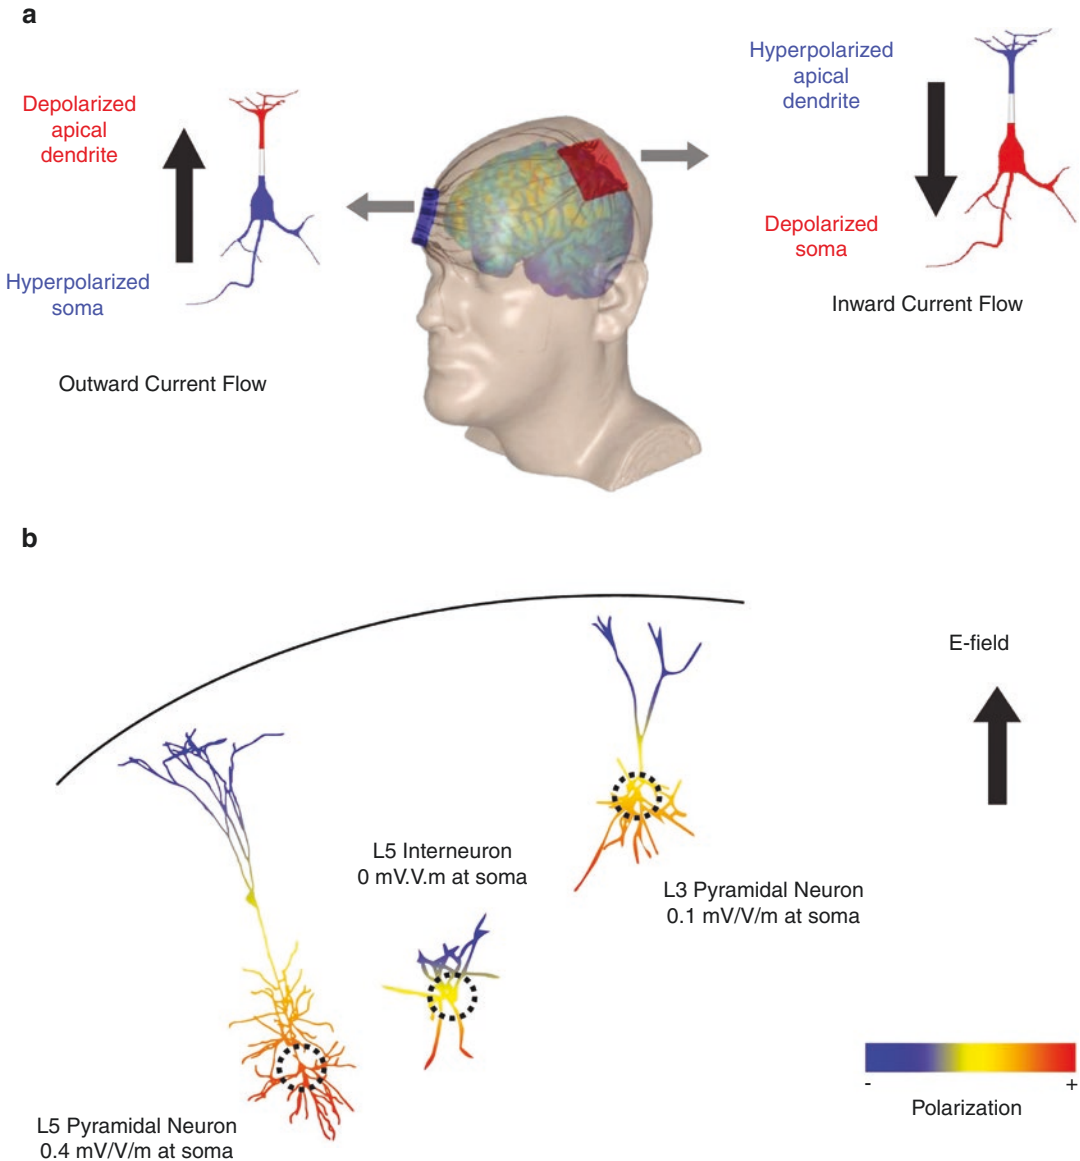 a
Depolarized
apical
dendrite
Hyperpolarized
soma
Outward Current Flow
Hyperpolarized
apical
dendrite
Depolarized
soma
Inward Current Flow
b
E-field
L5 Interneuron
0 mV.V.m at soma
L3 Pyramidal Neuron
0.1 mV/V/m at soma
L5 Pyramidal Neuron
0.4 mV/V/m at soma
- +
Polarization